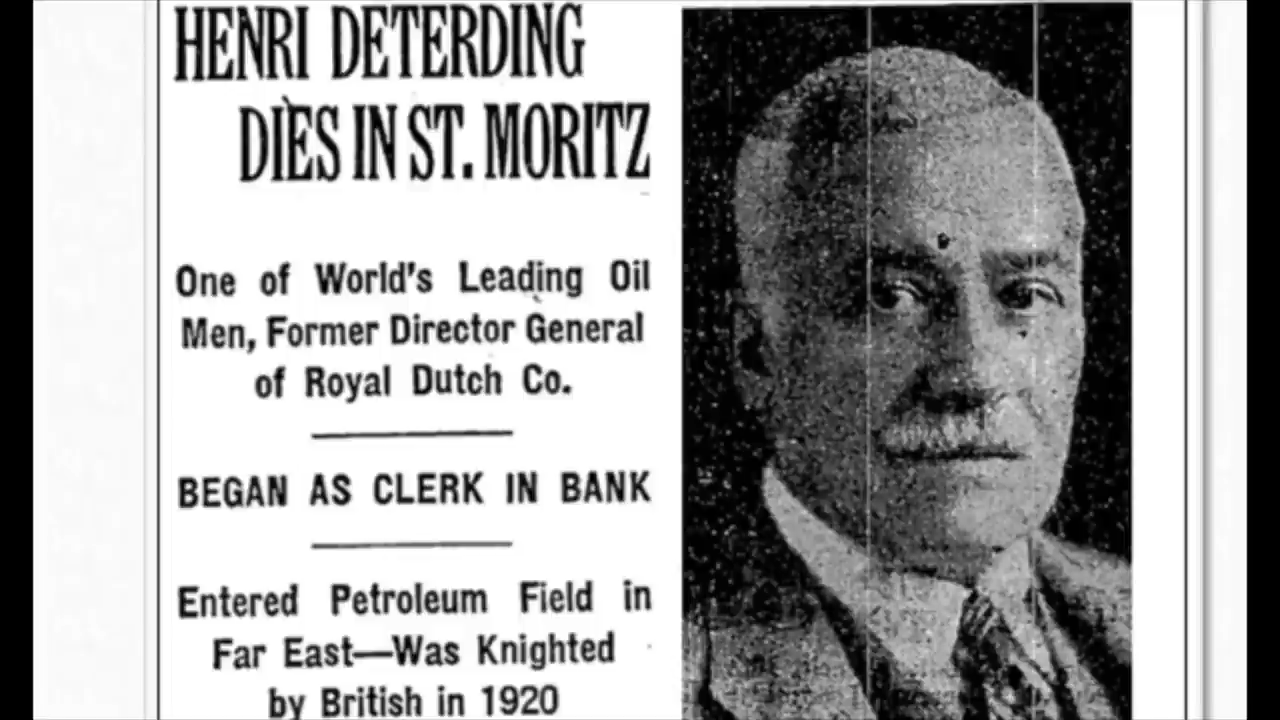 HENRI DETERDING
DIES IN ST. MORITZ
One of World's Leading Oil
Men, Former Director General
of Royal Dutch Co.
BEGAN AS CLERK IN BANK
Entered Petroleum Field in
Far East—Was Knighted
by British in 1920